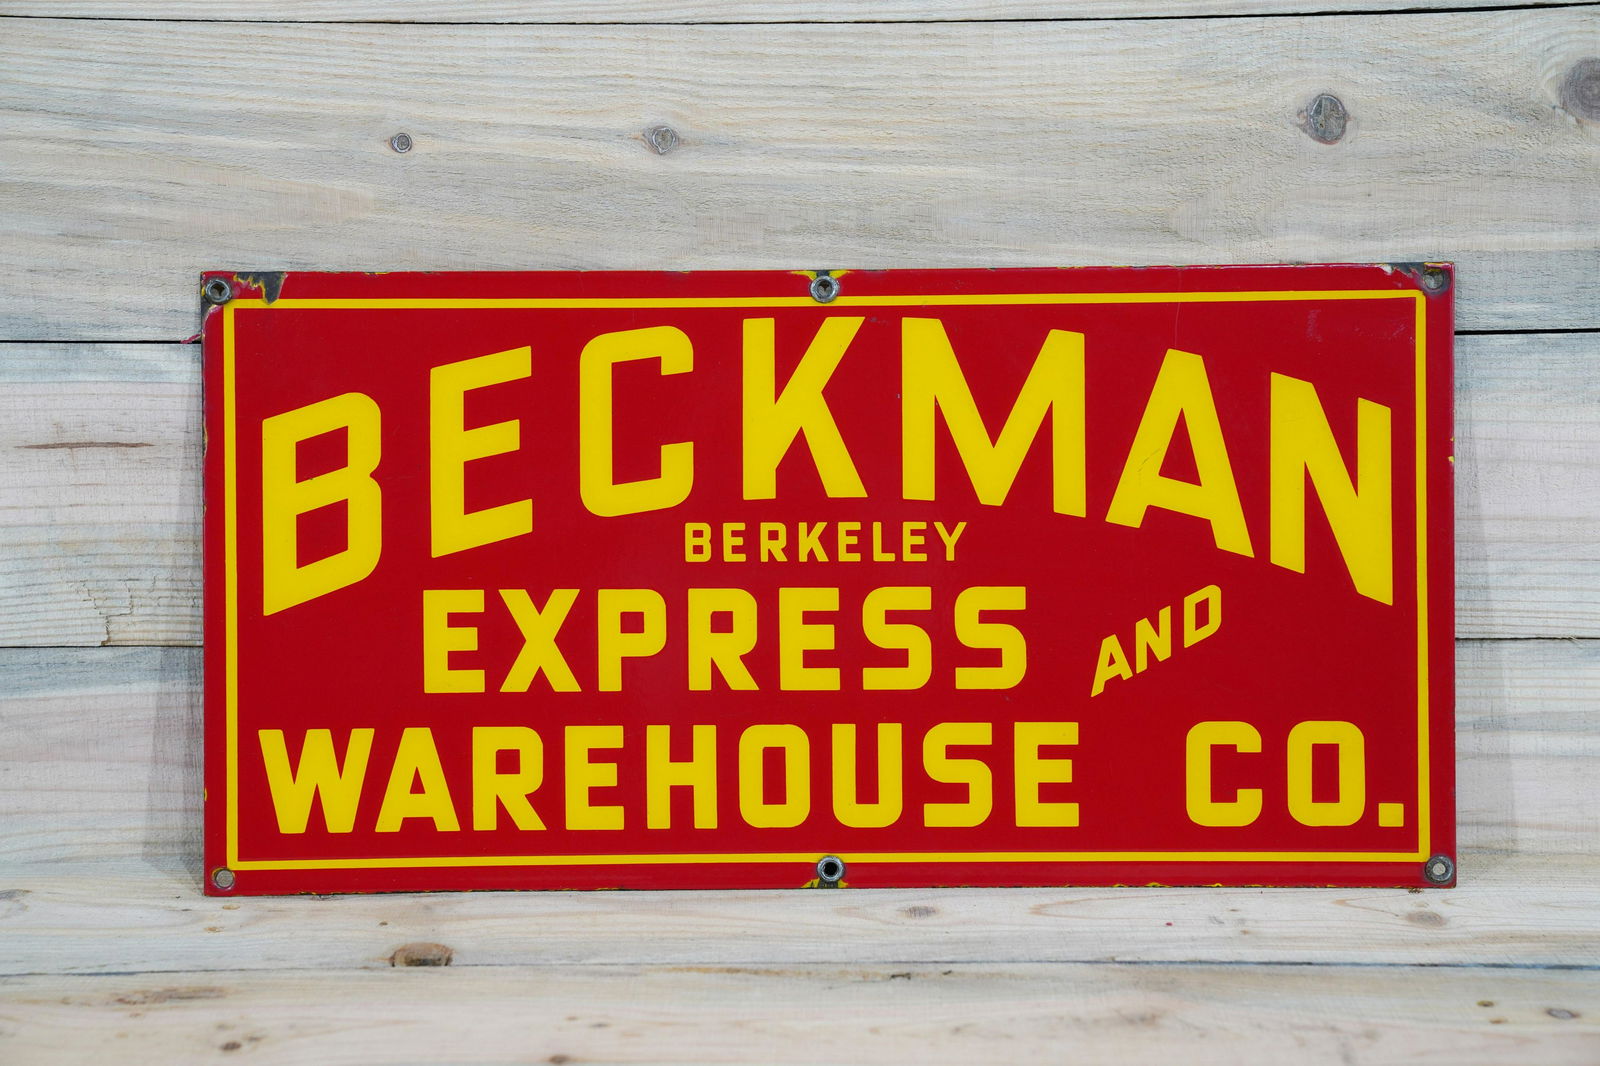 BECKMAN
BERKELEY
EXPRESS AND
WAREHOUSE CO.